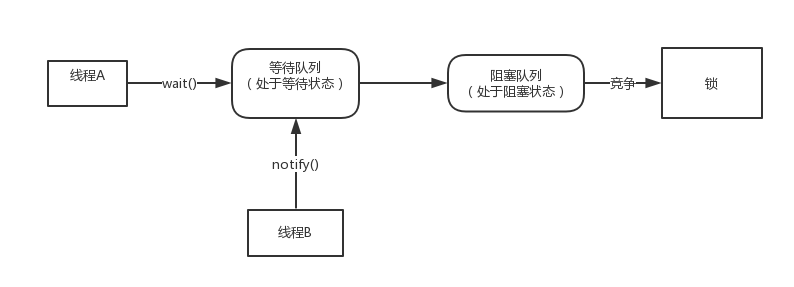 线程A
wait()
等待队列
（处于等待状态）
阻塞队列
（处于阻塞状态）
竞争
锁
notify()
线程B